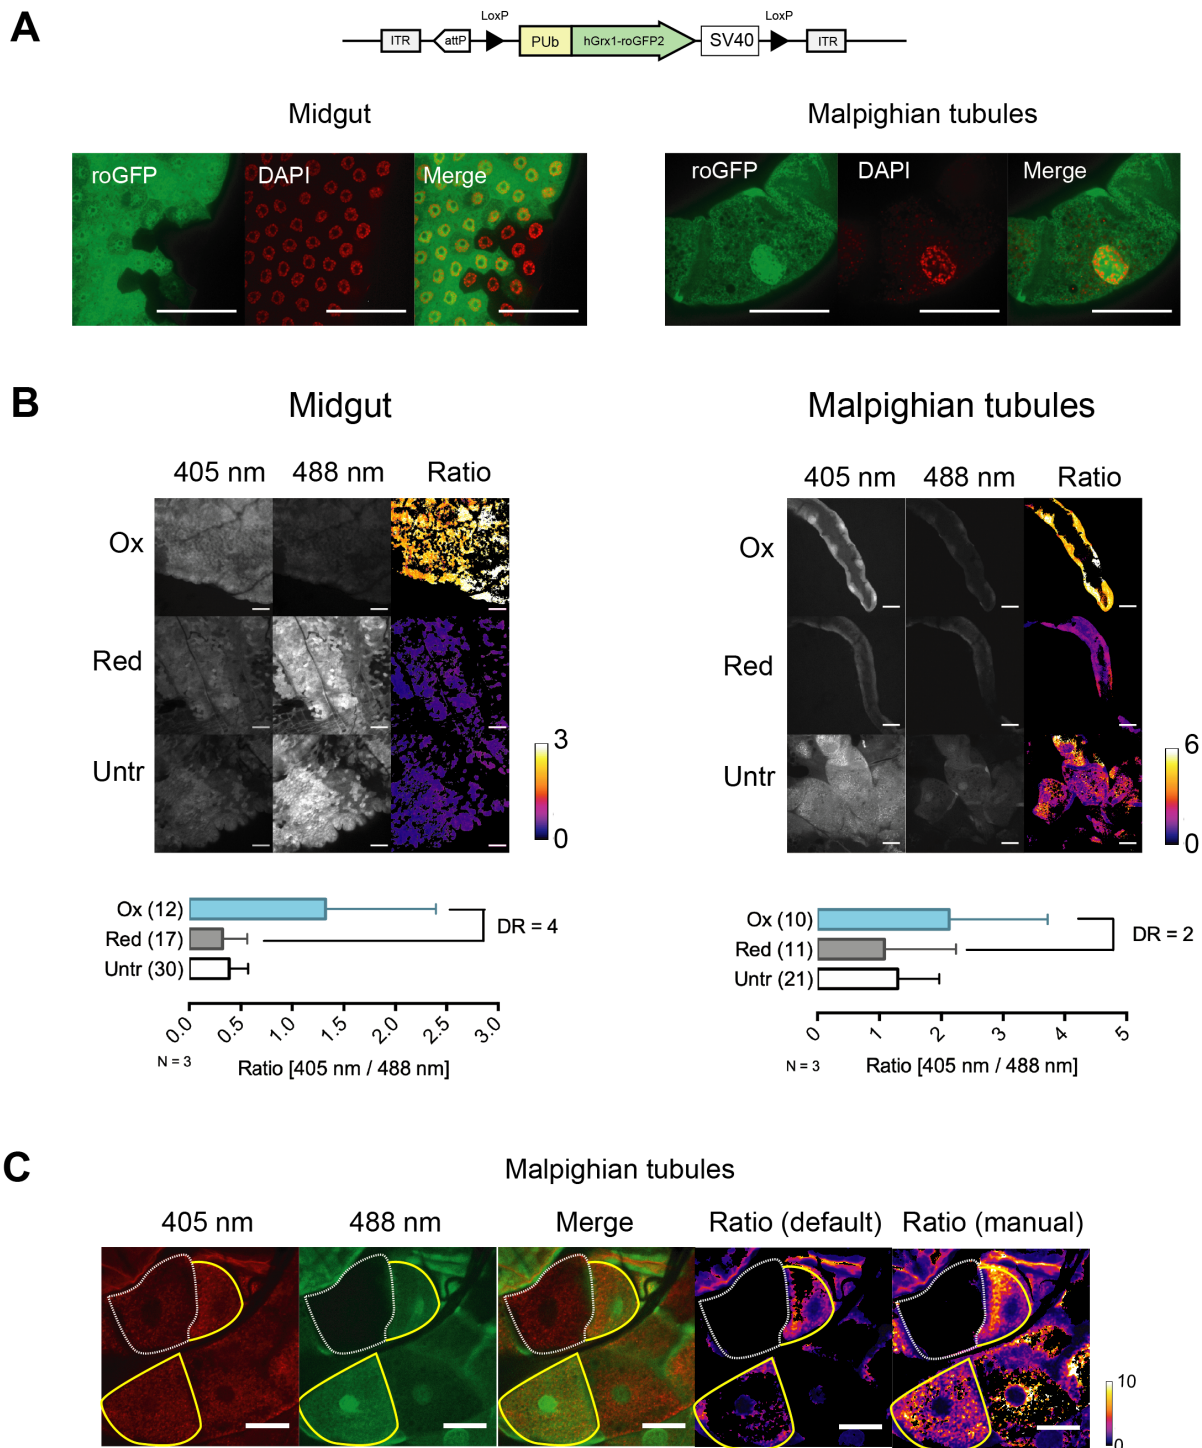 A
LoxP
LoxP
ITR
attP
PUb
hGrx1-roGFP2
SV40
ITR
Midgut
Malpighian tubules
roGFP
DAPI
Merge
roGFP
DAPI
Merge
B
Midgut
Malpighian tubules
405 nm
488 nm
Ratio
405 nm
488 nm
Ratio
Ox
Red
Untr
3
0
Ox
Red
Untr
6
0
Ox (12)
Red (17)
Untr (30)
DR = 4
0.0
0.5
1.0
1.5
2.0
2.5
3.0
N = 3
Ratio [405 nm / 488 nm]
Ox (10)
Red (11)
Untr (21)
DR = 2
0
1
2
3
4
5
N = 3
Ratio [405 nm / 488 nm]
C
Malpighian tubules
405 nm
488 nm
Merge
Ratio (default)
Ratio (manual)
10
0